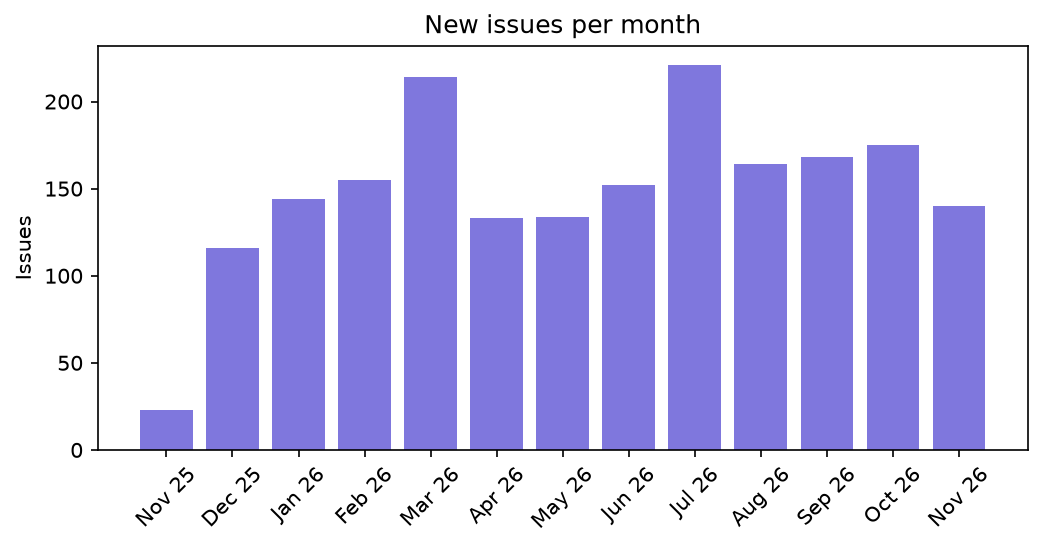 New issues per month
Issues
200
150
100
50
0
Nov 25
Dec 25
Jan 26
Feb 26
Mar 26
Apr 26
May 26
Jun 26
Jul 26
Aug 26
Sep 26
Oct 26
Nov 26